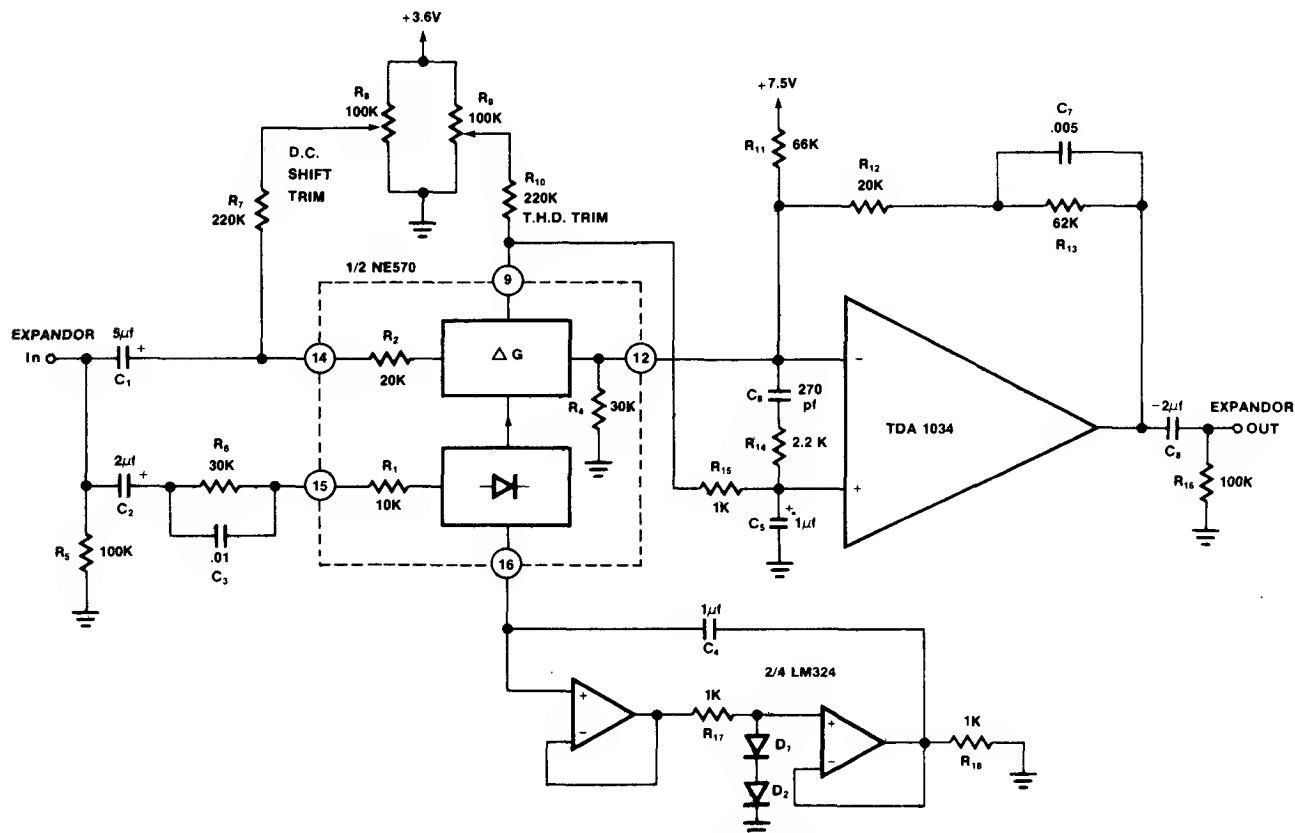 +3.6V
R8
100K
R9
100K
D.C.
SHIFT
TRIM
R7
220K
R10
220K
T.H.D. TRIM
+7.5V
R11
66K
R12
20K
C7
.005
62K
R13
1/2 NE570
9
EXPANDOR
In
5µf
+
C1
14
R2
20K
Δ G
12
R4
30K
C6
270
pf
R14
2.2 K
−
TDA 1034
+
−2µf
C8
EXPANDOR
OUT
R16
100K
2µf
+
C2
R6
30K
.01
C3
15
R1
10K
R15
1K
C5
+
1µf
R5
100K
16
1µf
C4
2/4 LM324
+
−
1K
R17
D1
D2
+
−
1K
R18